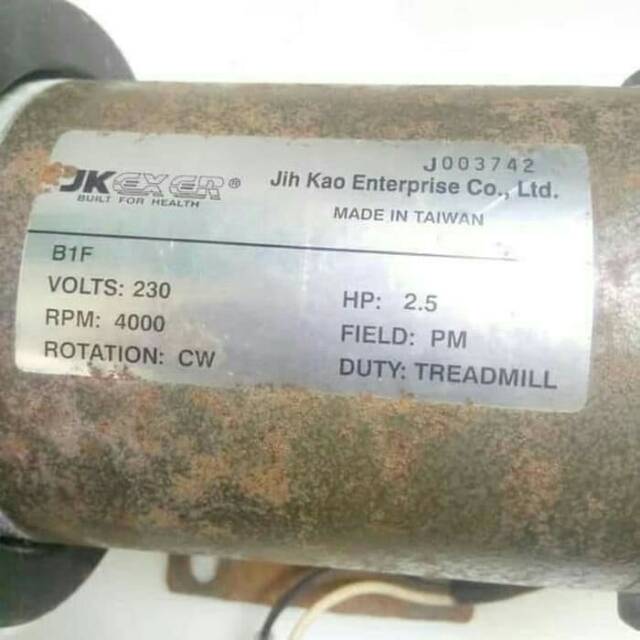 J003742
JKEXER®
BUILT FOR HEALTH
Jih Kao Enterprise Co., Ltd.
MADE IN TAIWAN
B1F
VOLTS: 230
RPM: 4000
ROTATION: CW
HP: 2.5
FIELD: PM
DUTY: TREADMILL